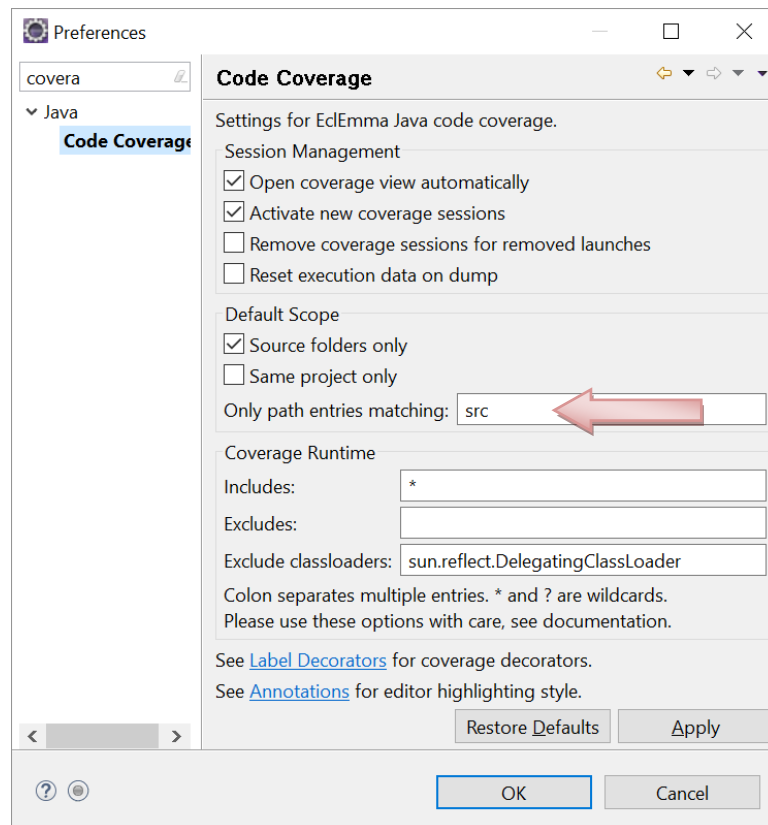 Preferences
covera
Java
Code Coverage
Code Coverage
Settings for EclEmma Java code coverage.
Session Management
Open coverage view automatically
Activate new coverage sessions
Remove coverage sessions for removed launches
Reset execution data on dump
Default Scope
Source folders only
Same project only
Only path entries matching: src
Coverage Runtime
Includes: *
Excludes:
Exclude classloaders: sun.reflect.DelegatingClassLoader
Colon separates multiple entries. * and ? are wildcards.
Please use these options with care, see documentation.
See Label Decorators for coverage decorators.
See Annotations for editor highlighting style.
Restore Defaults Apply
OK Cancel